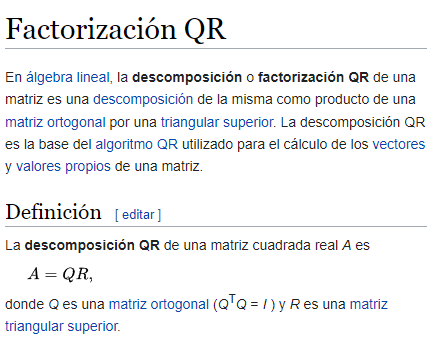 Factorización QR
En álgebra lineal, la descomposición o factorización QR de una
matriz es una descomposición de la misma como producto de una
matriz ortogonal por una triangular superior. La descomposición QR
es la base del algoritmo QR utilizado para el cálculo de los vectores
y valores propios de una matriz.
Definición [ editar ]
La descomposición QR de una matriz cuadrada real A es
A = QR,
donde Q es una matriz ortogonal (QᵀQ = I ) y R es una matriz
triangular superior.